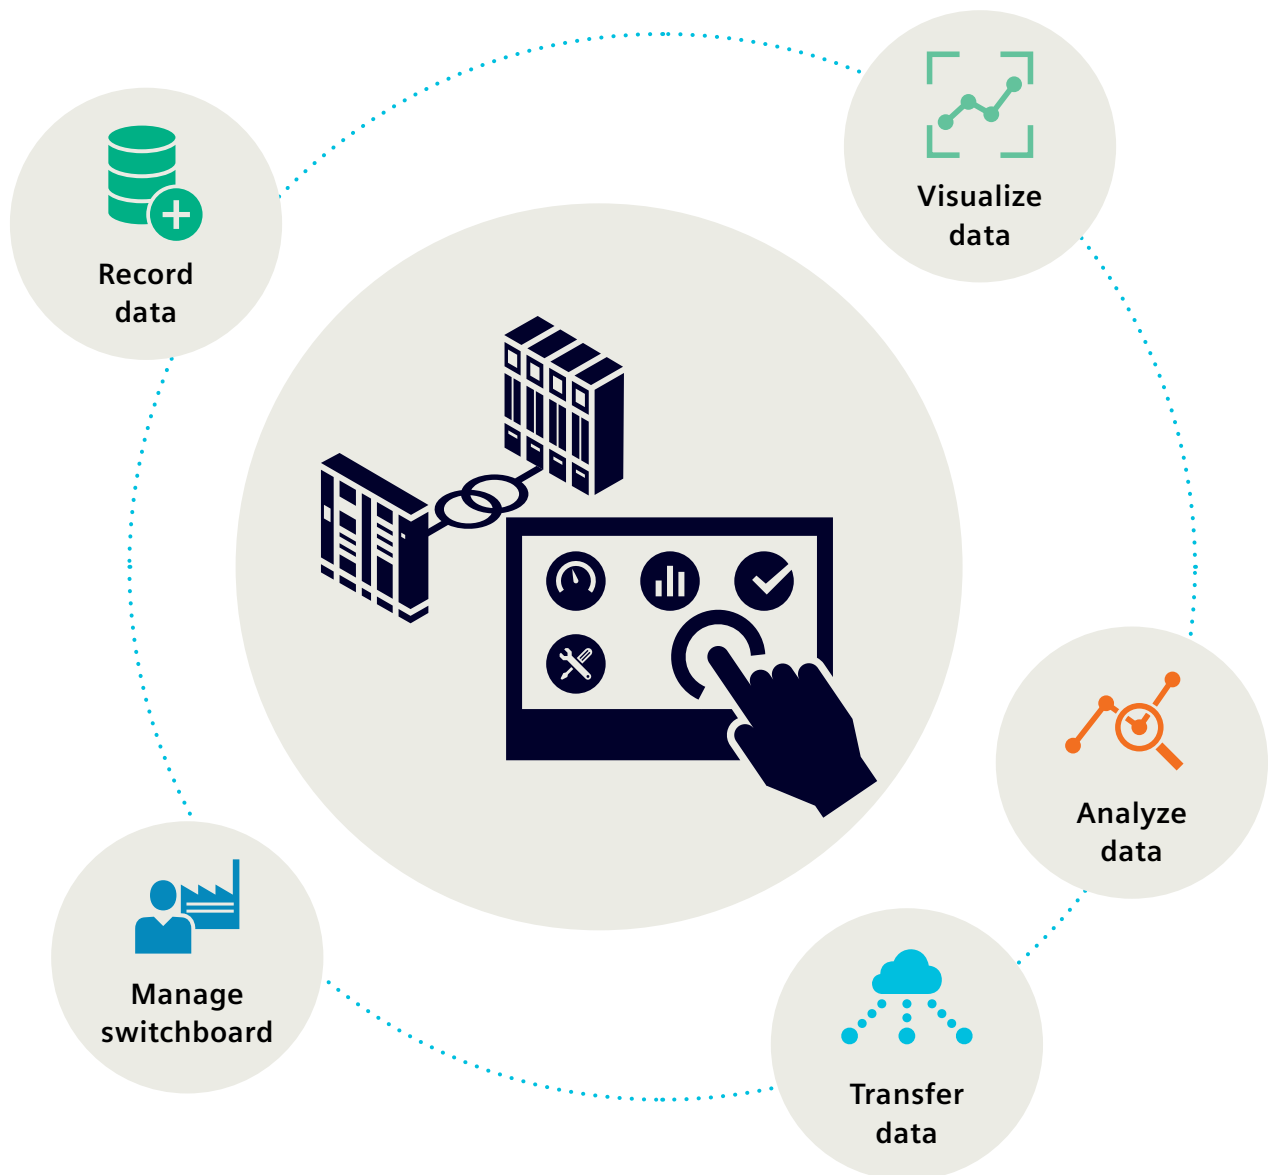 Visualize
data
Record
data
Analyze
data
Manage
switchboard
Transfer
data